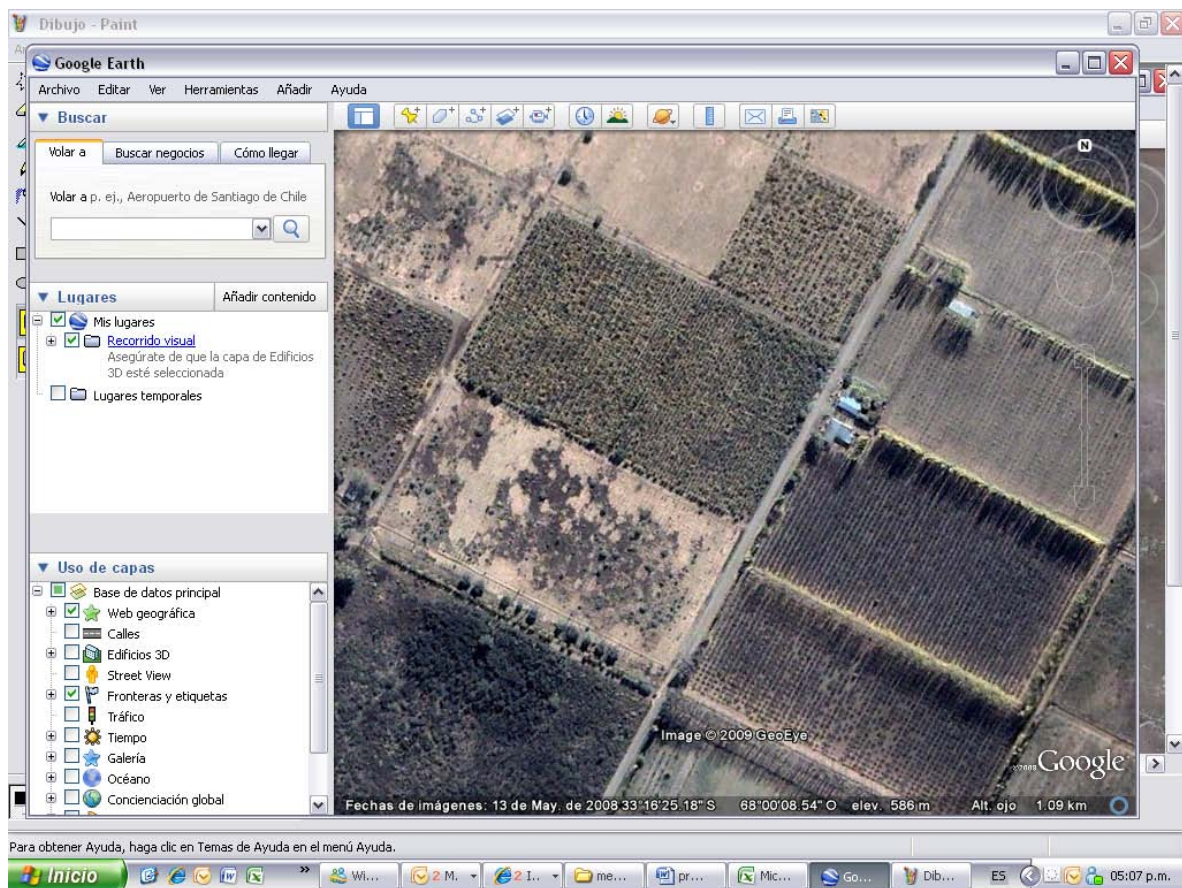 Dibujo - Paint
Google Earth
Archivo Editar Ver Herramientas Añadir Ayuda
Buscar
Volar a Buscar negocios Cómo llegar
Volar a p. ej., Aeropuerto de Santiago de Chile
Lugares Añadir contenido
Mis lugares
Recorrido visual
Asegúrate de que la capa de Edificios
3D esté seleccionada
Lugares temporales
Uso de capas
Base de datos principal
Web geográfica
Calles
Edificios 3D
Street View
Fronteras y etiquetas
Tráfico
Tiempo
Galería
Océano
Concienciación global
N
Image © 2009 GeoEye
Google
Fechas de imágenes: 13 de May. de 2008 33°16'25.18" S 68°00'08.54" O elev. 586 m Alt. ojo 1.09 km
Para obtener Ayuda, haga clic en Temas de Ayuda en el menú Ayuda.
Inicio » Wi... 2 M. 2 I.. me... pr... Mic... Go... Dib... ES 05:07 p.m.